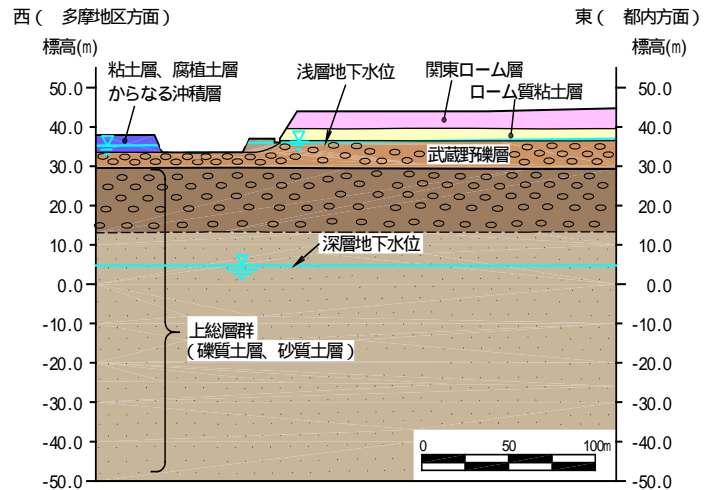 西（ 多摩地区方面）
東（ 都内方面）
標高(m)
標高(m)
粘土層、腐植土層
からなる沖積層
浅層地下水位
関東ローム層
ローム質粘土層
武蔵野礫層
深層地下水位
上総層群
（礫質土層、砂質土層）
50.0
40.0
30.0
20.0
10.0
0.0
-10.0
-20.0
-30.0
-40.0
-50.0
50.0
40.0
30.0
20.0
10.0
0.0
-10.0
-20.0
-30.0
-40.0
-50.0
0 50 100m